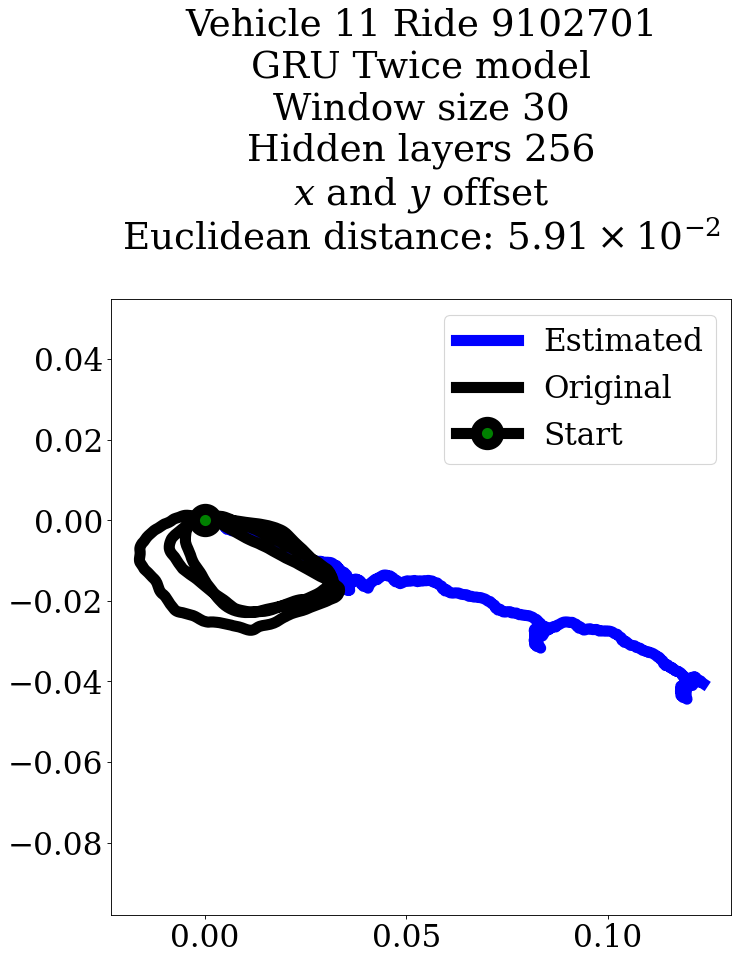 Vehicle 11 Ride 9102701
GRU Twice model
Window size 30
Hidden layers 256
x and y offset
Euclidean distance: 5.91 × 10⁻²
Estimated
Original
Start
0.04
0.02
0.00
−0.02
−0.04
−0.06
−0.08
0.00 0.05 0.10